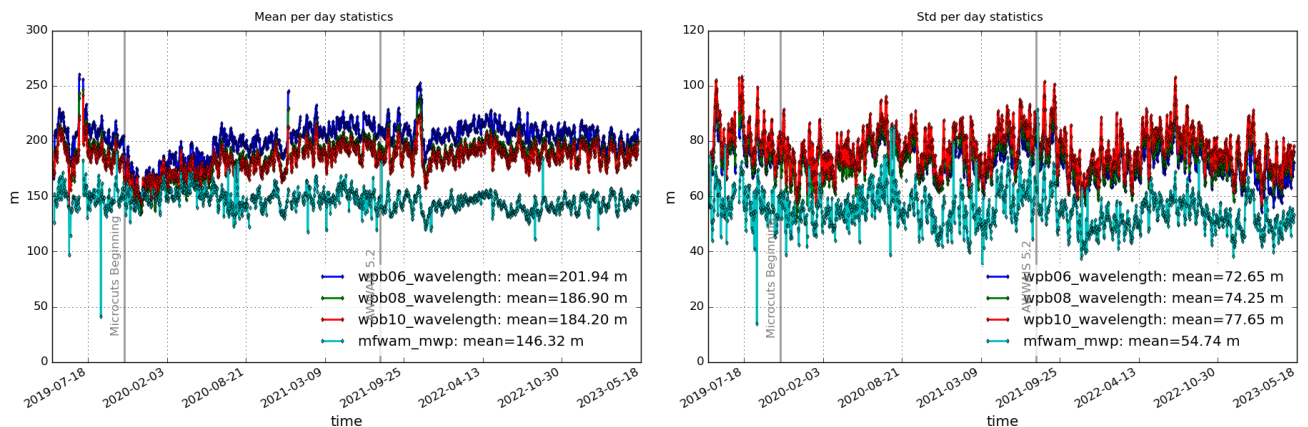 Mean per day statistics
300
250
200
150
100
50
0
m
Microcuts Beginning
AWWAIS 5.2
wpb06_wavelength: mean=201.94 m
wpb08_wavelength: mean=186.90 m
wpb10_wavelength: mean=184.20 m
mfwam_mwp: mean=146.32 m
2019-07-18
2020-02-03
2020-08-21
2021-03-09
2021-09-25
2022-04-13
2022-10-30
2023-05-18
time
Std per day statistics
120
100
80
60
40
20
0
m
Microcuts Beginning
AWWAIS 5.2
wpb06_wavelength: mean=72.65 m
wpb08_wavelength: mean=74.25 m
wpb10_wavelength: mean=77.65 m
mfwam_mwp: mean=54.74 m
2019-07-18
2020-02-03
2020-08-21
2021-03-09
2021-09-25
2022-04-13
2022-10-30
2023-05-18
time